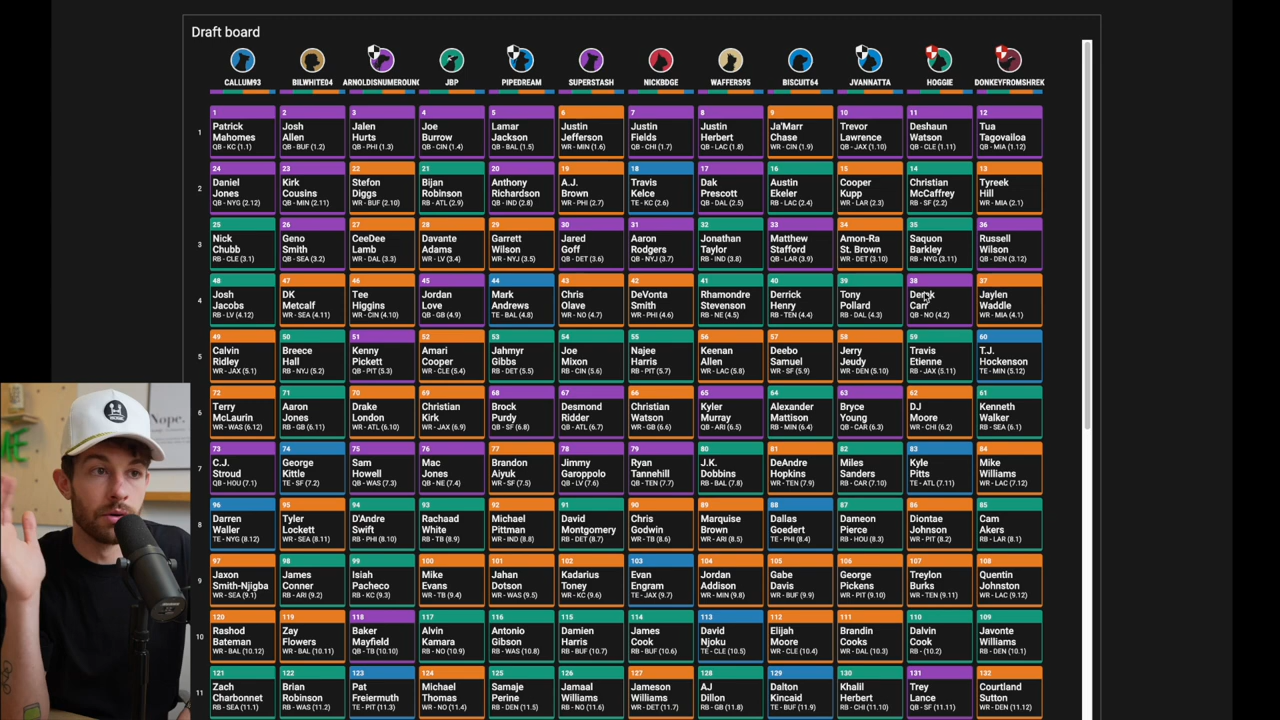 Draft board
CALLUM93 BILWHITE04 ARNOLDISNUMEROUN JBP PIPEDREAM SUPERSTASH NICKBDGE WAFFERS95 BISCUIT64 JVANNATTA HOGGIE DONKEYFROMSHREK
1 2 3 4 5 6 7 8 9 10 11 12
1 Patrick Josh Jalen Joe Lamar Justin Justin Justin Ja'Marr Trevor Deshaun Tua
Mahomes Allen Hurts Burrow Jackson Jefferson Fields Herbert Chase Lawrence Watson Tagovailoa
QB - KC (1.1) QB - BUF (1.2) QB - PHI (1.3) QB - CIN (1.4) QB - BAL (1.5) WR - MIN (1.6) QB - CHI (1.7) QB - LAC (1.8) WR - CIN (1.9) QB - JAX (1.10) QB - CLE (1.11) QB - MIA (1.12)
24 23 22 21 20 19 18 17 16 15 14 13
2 Daniel Kirk Stefon Bijan Anthony A.J. Travis Dak Austin Cooper Christian Tyreek
Jones Cousins Diggs Robinson Richardson Brown Kelce Prescott Ekeler Kupp McCaffrey Hill
QB - NYG (2.12) QB - MIN (2.11) WR - BUF (2.10) RB - ATL (2.9) QB - IND (2.8) WR - PHI (2.7) TE - KC (2.6) QB - DAL (2.5) RB - LAC (2.4) WR - LAR (2.3) RB - SF (2.2) WR - MIA (2.1)
25 26 27 28 29 30 31 32 33 34 35 36
3 Nick Geno CeeDee Davante Garrett Jared Aaron Jonathan Matthew Amon-Ra Saquon Russell
Chubb Smith Lamb Adams Wilson Goff Rodgers Taylor Stafford St. Brown Barkley Wilson
RB - CLE (3.1) QB - SEA (3.2) WR - DAL (3.3) WR - LV (3.4) WR - NYJ (3.5) QB - DET (3.6) QB - NYJ (3.7) RB - IND (3.8) QB - LAR (3.9) WR - DET (3.10) RB - NYG (3.11) QB - DEN (3.12)
48 47 46 45 44 43 42 41 40 39 38 37
4 Josh DK Tee Jordan Mark Chris DeVonta Rhamondre Derrick Tony Derek Jaylen
Jacobs Metcalf Higgins Love Andrews Olave Smith Stevenson Henry Pollard Carr Waddle
RB - LV (4.12) WR - SEA (4.11) WR - CIN (4.10) QB - GB (4.9) TE - BAL (4.8) WR - NO (4.7) WR - PHI (4.6) RB - NE (4.5) RB - TEN (4.4) RB - DAL (4.3) QB - NO (4.2) WR - MIA (4.1)
49 50 51 52 53 54 55 56 57 58 59 60
5 Calvin Breece Kenny Amari Jahmyr Joe Najee Keenan Deebo Jerry Travis T.J.
Ridley Hall Pickett Cooper Gibbs Mixon Harris Allen Samuel Jeudy Etienne Hockenson
WR - JAX (5.1) RB - NYJ (5.2) QB - PIT (5.3) WR - CLE (5.4) RB - DET (5.5) RB - CIN (5.6) RB - PIT (5.7) WR - LAC (5.8) WR - SF (5.9) WR - DEN (5.10) RB - JAX (5.11) TE - MIN (5.12)
72 71 70 69 68 67 66 65 64 63 62 61
6 Terry Aaron Drake Christian Brock Desmond Christian Kyler Alexander Bryce DJ Kenneth
McLaurin Jones London Kirk Purdy Ridder Watson Murray Mattison Young Moore Walker
WR - WAS (6.12) RB - GB (6.11) WR - ATL (6.10) WR - JAX (6.9) QB - SF (6.8) QB - ATL (6.7) WR - GB (6.6) QB - ARI (6.5) RB - MIN (6.4) QB - CAR (6.3) WR - CHI (6.2) RB - SEA (6.1)
73 74 75 76 77 78 79 80 81 82 83 84
7 C.J. George Sam Mac Brandon Jimmy Ryan J.K. DeAndre Miles Kyle Mike
Stroud Kittle Howell Jones Aiyuk Garoppolo Tannehill Dobbins Hopkins Sanders Pitts Williams
QB - HOU (7.1) TE - SF (7.2) QB - WAS (7.3) QB - NE (7.4) WR - SF (7.5) QB - LV (7.6) QB - TEN (7.7) RB - BAL (7.8) WR - TEN (7.9) RB - CAR (7.10) TE - ATL (7.11) WR - LAC (7.12)
96 95 94 93 92 91 90 89 88 87 86 85
8 Darren Tyler D'Andre Rachaad Michael David Chris Marquise Dallas Dameon Diontae Cam
Waller Lockett Swift White Pittman Montgomery Godwin Brown Goedert Pierce Johnson Akers
TE - NYG (8.12) WR - SEA (8.11) RB - PHI (8.10) RB - TB (8.9) WR - IND (8.8) RB - DET (8.7) WR - TB (8.6) WR - ARI (8.5) TE - PHI (8.4) RB - HOU (8.3) WR - PIT (8.2) RB - LAR (8.1)
97 98 99 100 101 102 103 104 105 106 107 108
9 Jaxon James Isiah Mike Jahan Kadarius Evan Jordan Gabe George Treylon Quentin
Smith-Njigba Conner Pacheco Evans Dotson Toney Engram Addison Davis Pickens Burks Johnston
WR - SEA (9.1) RB - ARI (9.2) RB - KC (9.3) WR - TB (9.4) WR - WAS (9.5) WR - KC (9.6) TE - JAX (9.7) WR - MIN (9.8) WR - BUF (9.9) WR - PIT (9.10) WR - TEN (9.11) WR - LAC (9.12)
120 119 118 117 116 115 114 113 112 111 110 109
10 Rashod Zay Baker Alvin Antonio Damien James David Elijah Brandin Dalvin Javonte
Bateman Flowers Mayfield Kamara Gibson Harris Cook Njoku Moore Cooks Cook Williams
WR - BAL (10.12) WR - BAL (10.11) QB - TB (10.10) RB - NO (10.9) RB - WAS (10.8) RB - BUF (10.7) RB - BUF (10.6) TE - CLE (10.5) WR - CLE (10.4) WR - DAL (10.3) RB - (10.2) RB - DEN (10.1)
121 122 123 124 125 126 127 128 129 130 131 132
11 Zach Brian Pat Michael Samaje Jamaal Jameson AJ Dalton Khalil Trey Courtland
Charbonnet Robinson Freiermuth Thomas Perine Williams Williams Dillon Kincaid Herbert Lance Sutton
RB - SEA (11.1) RB - WAS (11.2) TE - PIT (11.3) WR - NO (11.4) RB - DEN (11.5) RB - NO (11.6) WR - DET (11.7) RB - GB (11.8) TE - BUF (11.9) RB - CHI (11.10) QB - SF (11.11) WR - DEN (11.12)